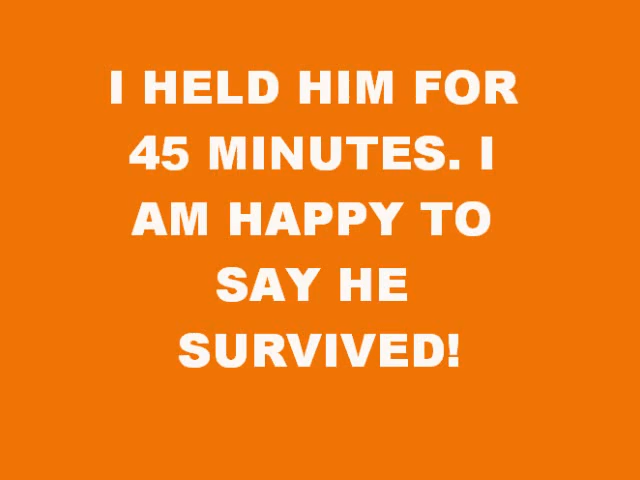 I HELD HIM FOR
45 MINUTES. I
AM HAPPY TO
SAY HE
SURVIVED!